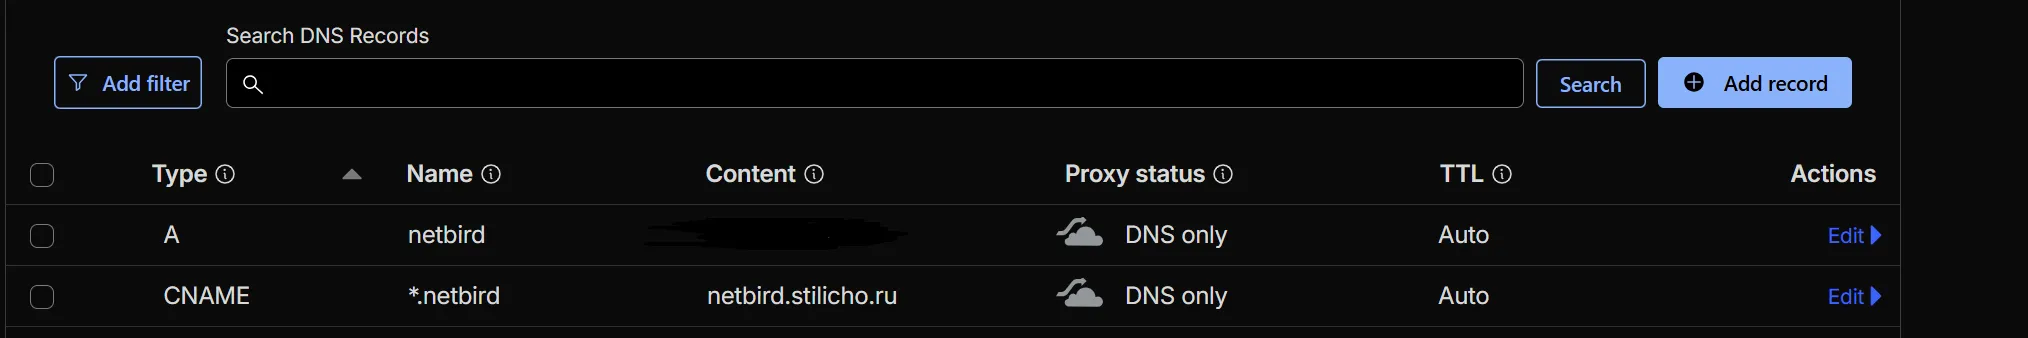 Search DNS Records
Add filter
Search
Add record
Type Name Content Proxy status TTL Actions
A netbird DNS only Auto Edit
CNAME *.netbird netbird.stilicho.ru DNS only Auto Edit